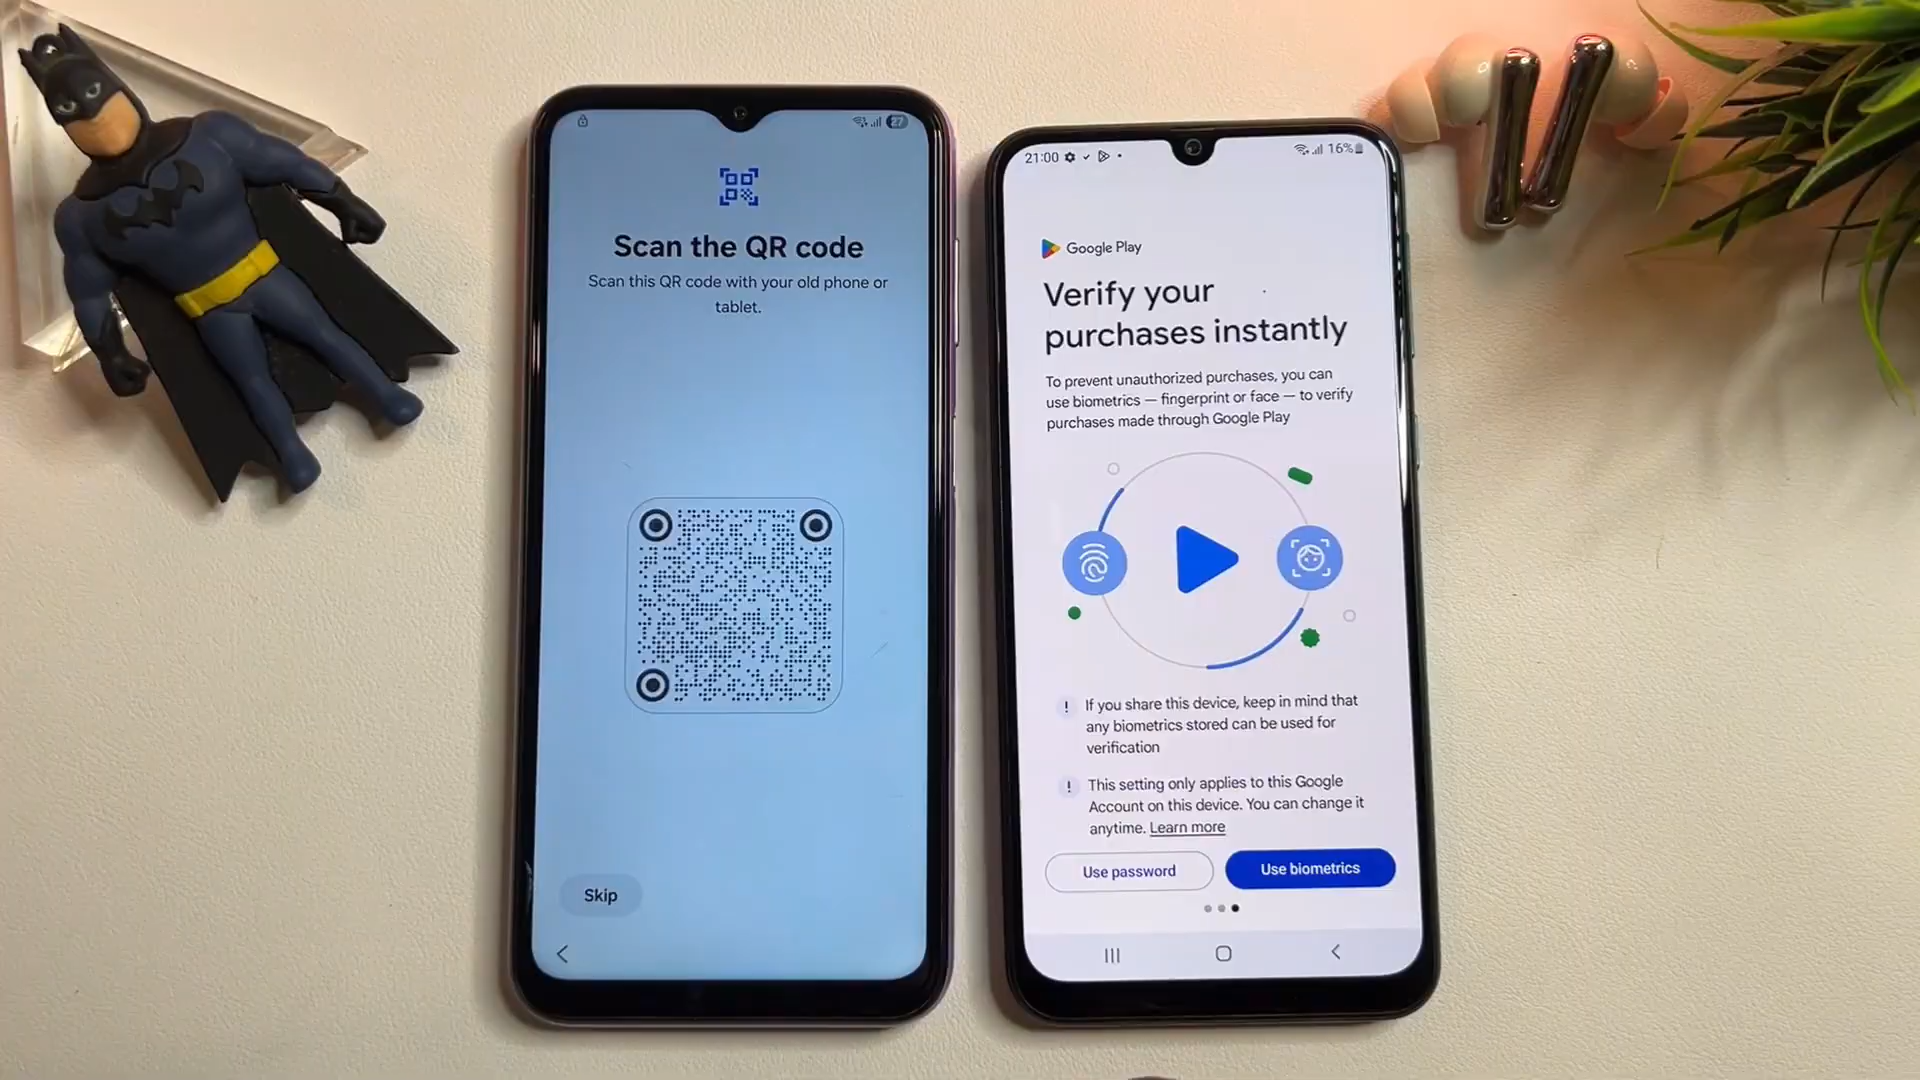 27
Scan the QR code
Scan this QR code with your old phone or
tablet.
Skip
21:00
16%
Google Play
Verify your
purchases instantly
To prevent unauthorized purchases, you can
use biometrics — fingerprint or face — to verify
purchases made through Google Play
! If you share this device, keep in mind that
any biometrics stored can be used for
verification
! This setting only applies to this Google
Account on this device. You can change it
anytime. Learn more
Use password
Use biometrics